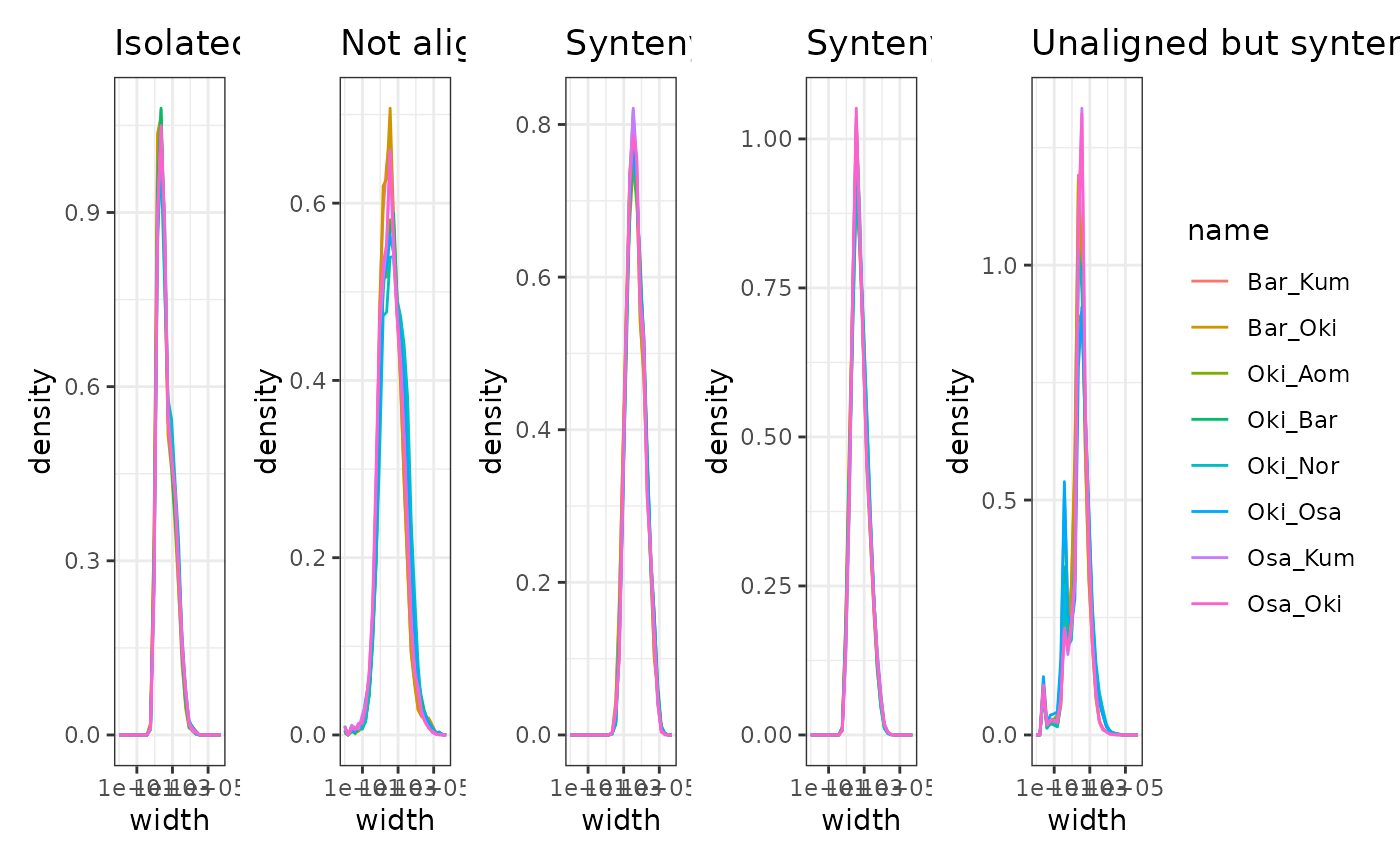 Isolated
Not alig
Synteny
Synteny
Unaligned but synten
density
0.9
0.6
0.3
0.0
width
density
0.6
0.4
0.2
0.0
width
density
0.8
0.6
0.4
0.2
0.0
width
density
1.00
0.75
0.50
0.25
0.00
width
density
1.0
0.5
0.0
width
name
Bar_Kum
Bar_Oki
Oki_Aom
Oki_Bar
Oki_Nor
Oki_Osa
Osa_Kum
Osa_Oki